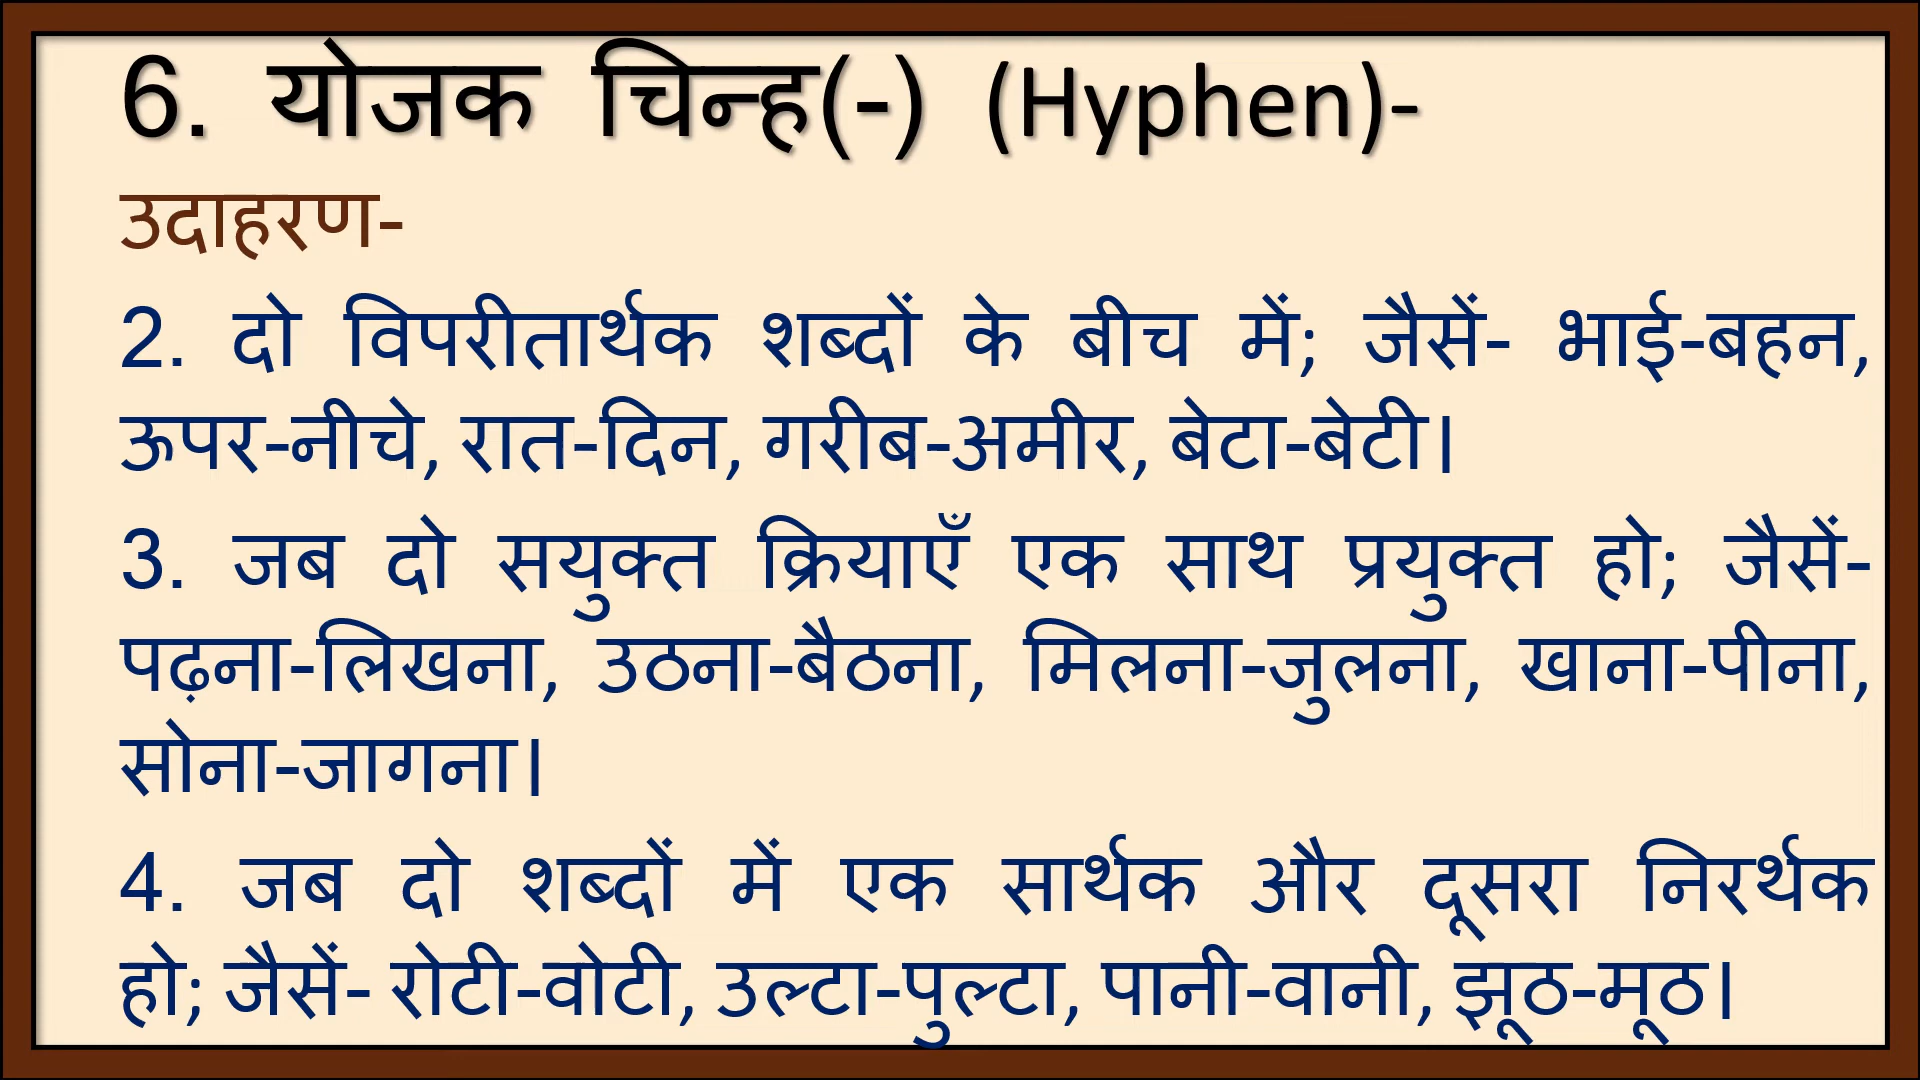 6. योजक चिन्ह(-) (Hyphen)-
उदाहरण-
2. दो विपरीतार्थक शब्दों के बीच में; जैसें- भाई-बहन,
ऊपर-नीचे, रात-दिन, गरीब-अमीर, बेटा-बेटी।
3. जब दो सयुक्त क्रियाएँ एक साथ प्रयुक्त हो; जैसें-
पढ़ना-लिखना, उठना-बैठना, मिलना-जुलना, खाना-पीना,
सोना-जागना।
4. जब दो शब्दों में एक सार्थक और दूसरा निरर्थक
हो; जैसें- रोटी-वोटी, उल्टा-पुल्टा, पानी-वानी, झूठ-मूठ।